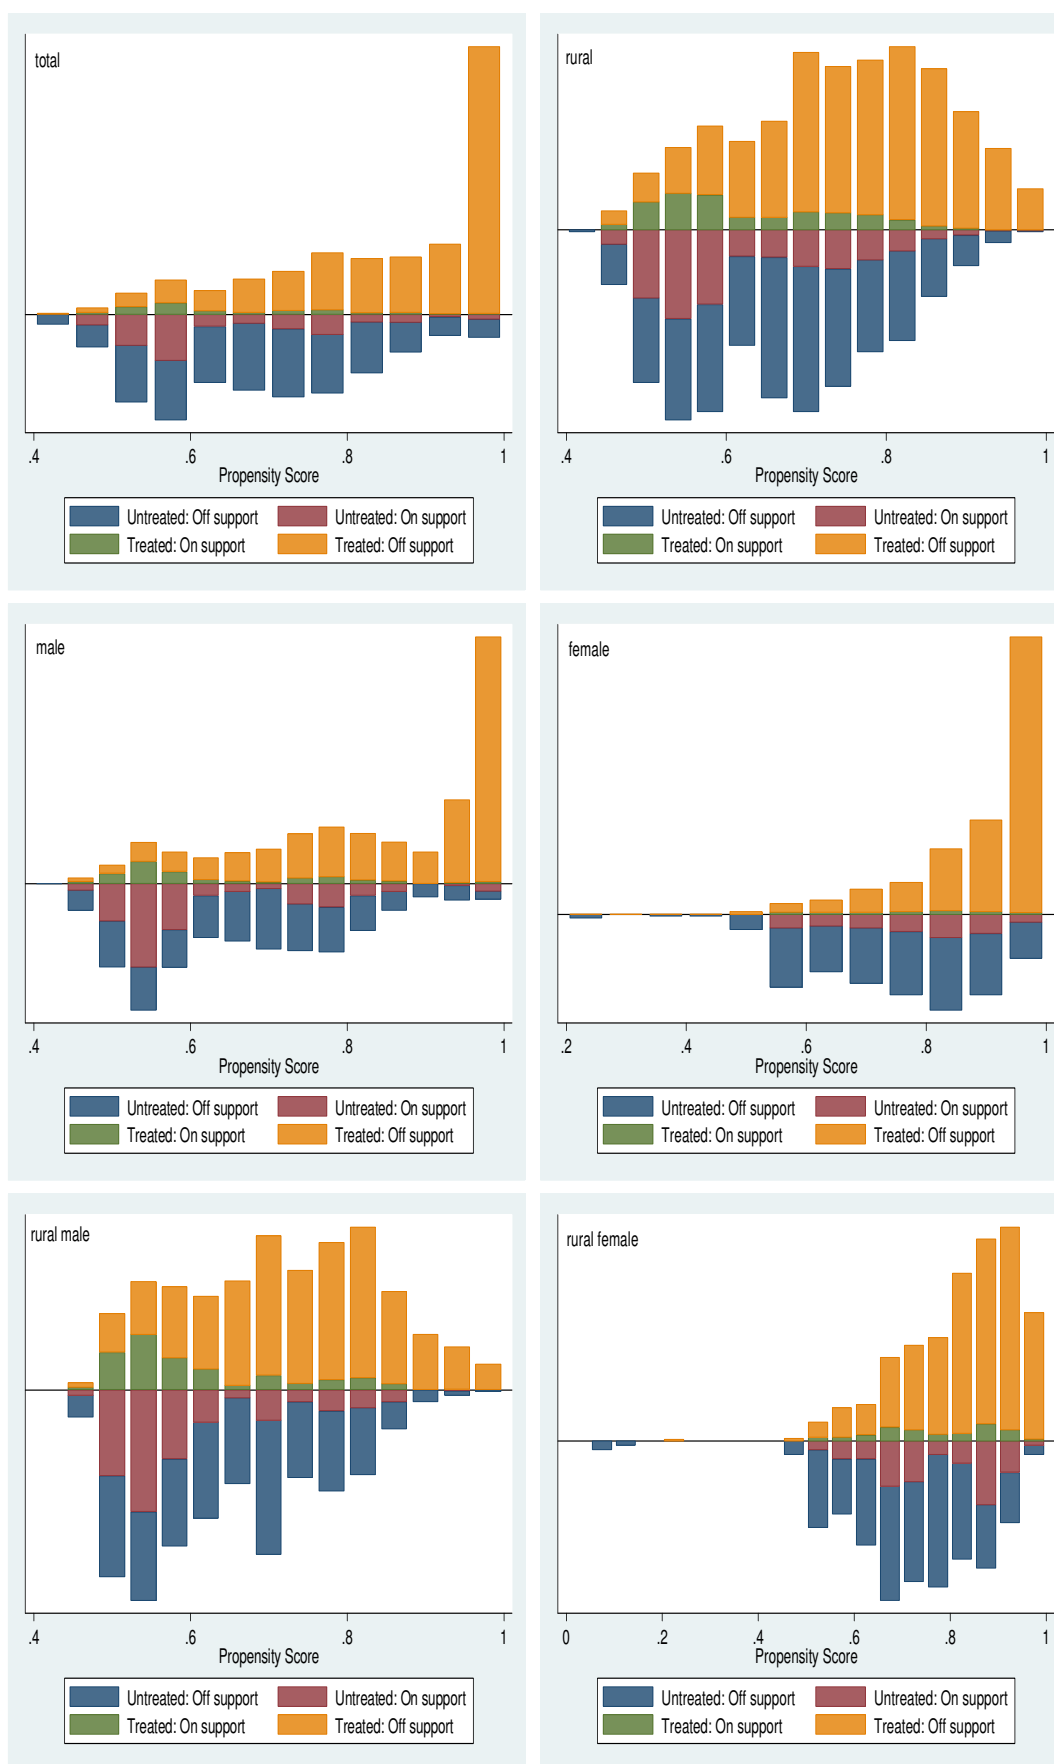 total
.4 .6 .8 1
Propensity Score
Untreated: Off support Untreated: On support
Treated: On support Treated: Off support
rural
.4 .6 .8 1
Propensity Score
Untreated: Off support Untreated: On support
Treated: On support Treated: Off support
male
.4 .6 .8 1
Propensity Score
Untreated: Off support Untreated: On support
Treated: On support Treated: Off support
female
.2 .4 .6 .8 1
Propensity Score
Untreated: Off support Untreated: On support
Treated: On support Treated: Off support
rural male
.4 .6 .8 1
Propensity Score
Untreated: Off support Untreated: On support
Treated: On support Treated: Off support
rural female
0 .2 .4 .6 .8 1
Propensity Score
Untreated: Off support Untreated: On support
Treated: On support Treated: Off support